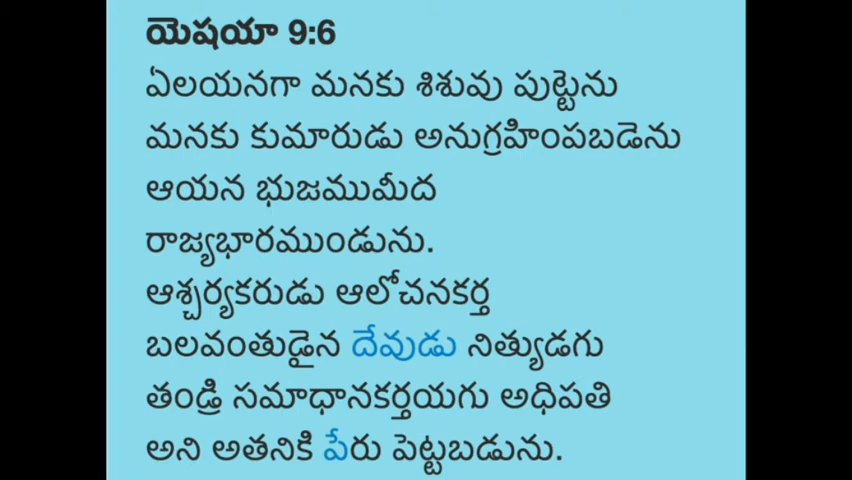 యెషయా 9:6
ఏలయనగా మనకు శిశువు పుట్టెను
మనకు కుమారుడు అనుగ్రహింపబడెను
ఆయన భుజముమీద
రాజ్యభారముండును.
ఆశ్చర్యకరుడు ఆలోచనకర్త
బలవంతుడైన దేవుడు నిత్యుడగు
తండ్రి సమాధానకర్తయగు అధిపతి
అని అతనికి పేరు పెట్టబడును.